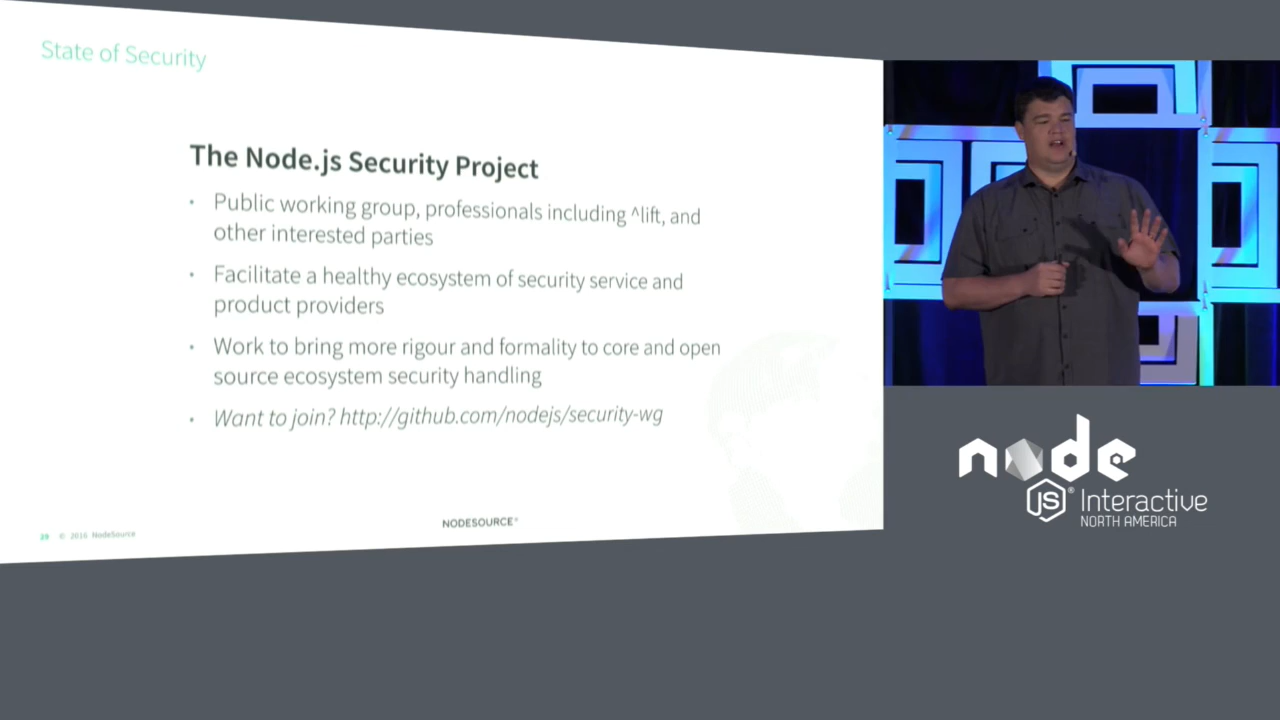 State of Security
The Node.js Security Project
• Public working group, professionals including ^lift, and
other interested parties
• Facilitate a healthy ecosystem of security service and
product providers
• Work to bring more rigour and formality to core and open
source ecosystem security handling
• Want to join? http://github.com/nodejs/security-wg
39 © 2016 NodeSource
NODESOURCE®
node
JS® Interactive
NORTH AMERICA